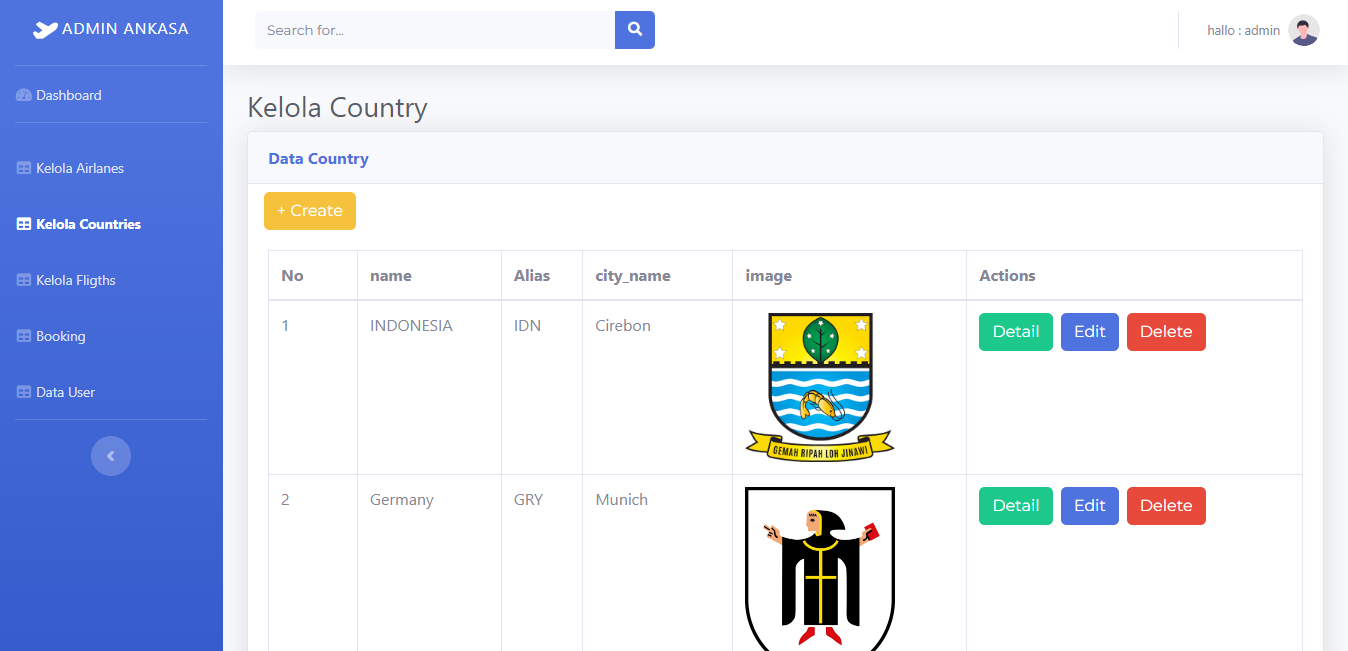 ADMIN ANKASA
Search for...
hallo : admin
Dashboard
Kelola Airlanes
Kelola Countries
Kelola Fligths
Booking
Data User
Kelola Country
Data Country
+ Create
No name Alias city_name image Actions
1 INDONESIA IDN Cirebon Detail Edit Delete
GEMAH RIPAH LOH JINAWI
2 Germany GRY Munich Detail Edit Delete